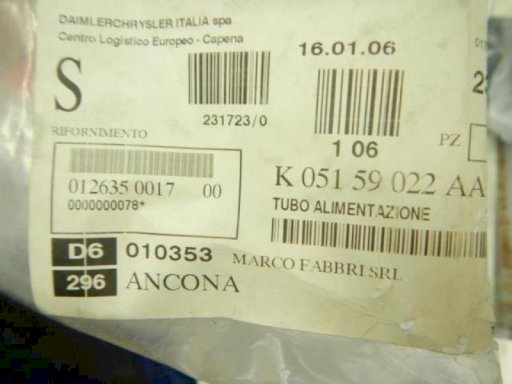 DAIMLERCHRYSLER ITALIA spa
Centro Logistico Europeo - Capena
16.01.06
S
231723/0
1 06
PZ
RIFORNIMENTO
012635 0017 00
0000000078*
K 051 59 022 AA
TUBO ALIMENTAZIONE
D6 010353
MARCO FABBRI SRL
296 ANCONA